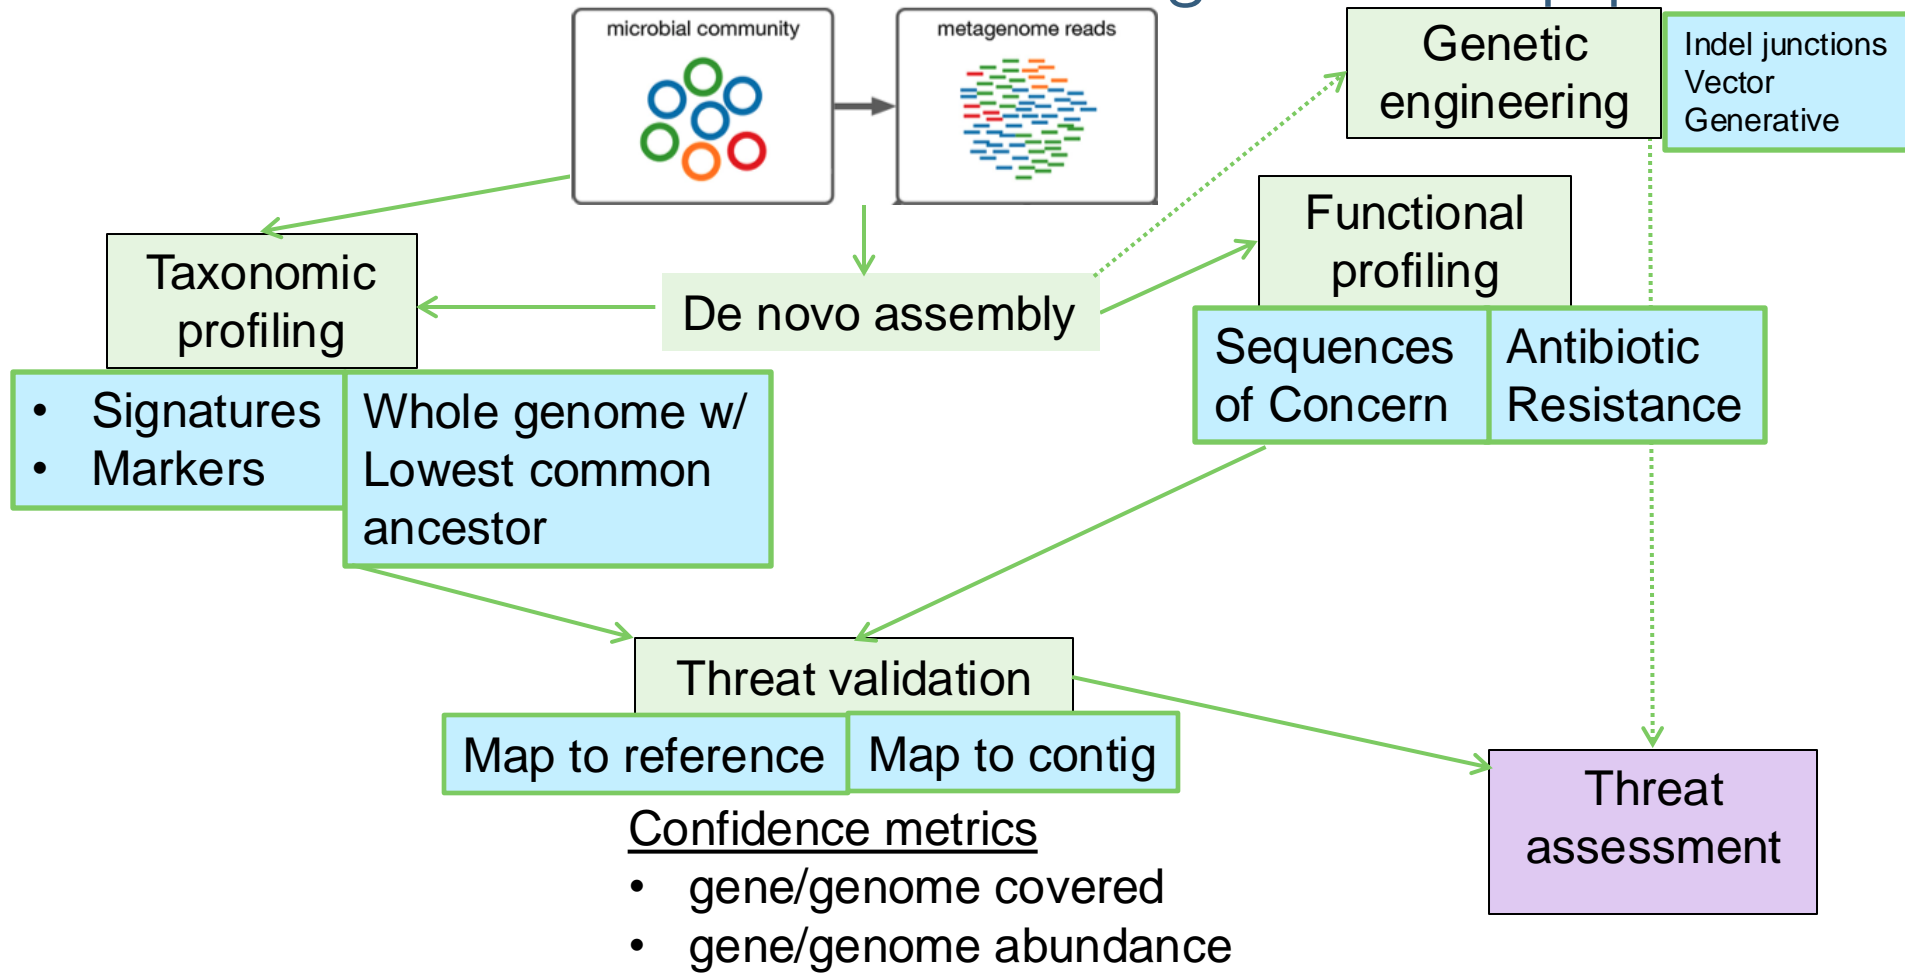 microbial community
metagenome reads
Genetic
engineering
Indel junctions
Vector
Generative
Functional
profiling
Taxonomic
profiling
De novo assembly
Sequences
of Concern
Antibiotic
Resistance
• Signatures
• Markers
Whole genome w/
Lowest common
ancestor
Threat validation
Map to reference
Map to contig
Threat
assessment
Confidence metrics
• gene/genome covered
• gene/genome abundance